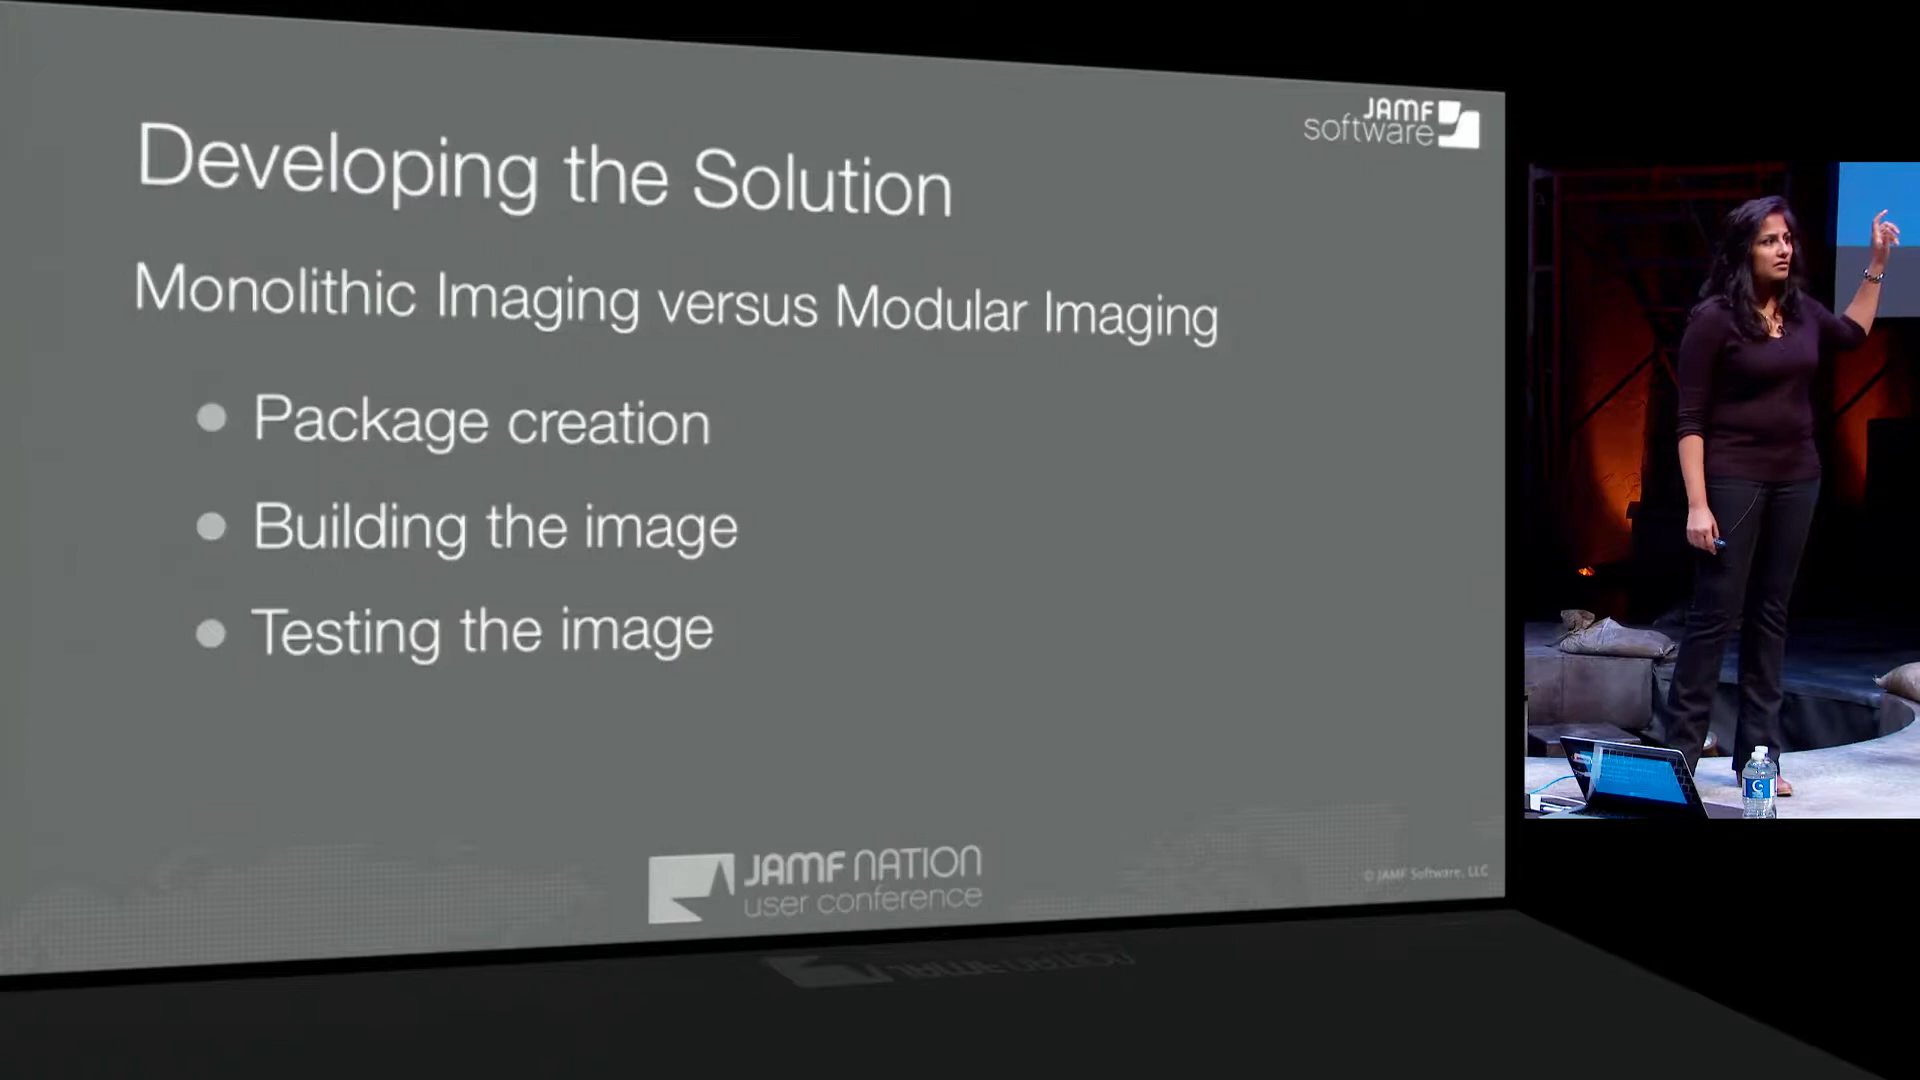 JAMF
software
Developing the Solution
Monolithic Imaging versus Modular Imaging
Package creation
Building the image
Testing the image
JAMF NATION
user conference
© JAMF Software, LLC